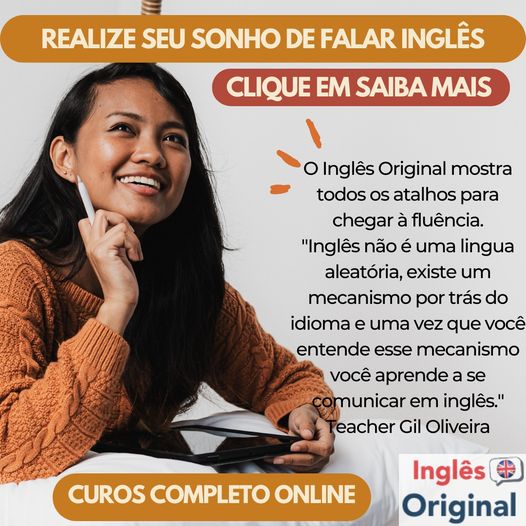 REALIZE SEU SONHO DE FALAR INGLÊS
CLIQUE EM SAIBA MAIS
O Inglês Original mostra
todos os atalhos para
chegar à fluência.
"Inglês não é uma lingua
aleatória, existe um
mecanismo por trás do
idioma e uma vez que você
entende esse mecanismo
você aprende a se
comunicar em inglês."
Teacher Gil Oliveira
CUROS COMPLETO ONLINE
Inglês
Original